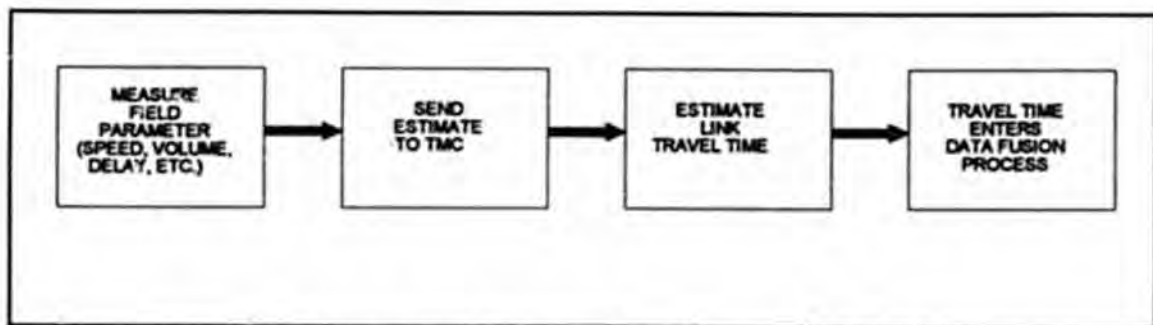 MEASURE
FIELD
PARAMETER
(SPEED, VOLUME,
DELAY, ETC.)
SEND
ESTIMATE
TO TMC
ESTIMATE
LINK
TRAVEL TIME
TRAVEL TIME
ENTERS
DATA FUSION
PROCESS